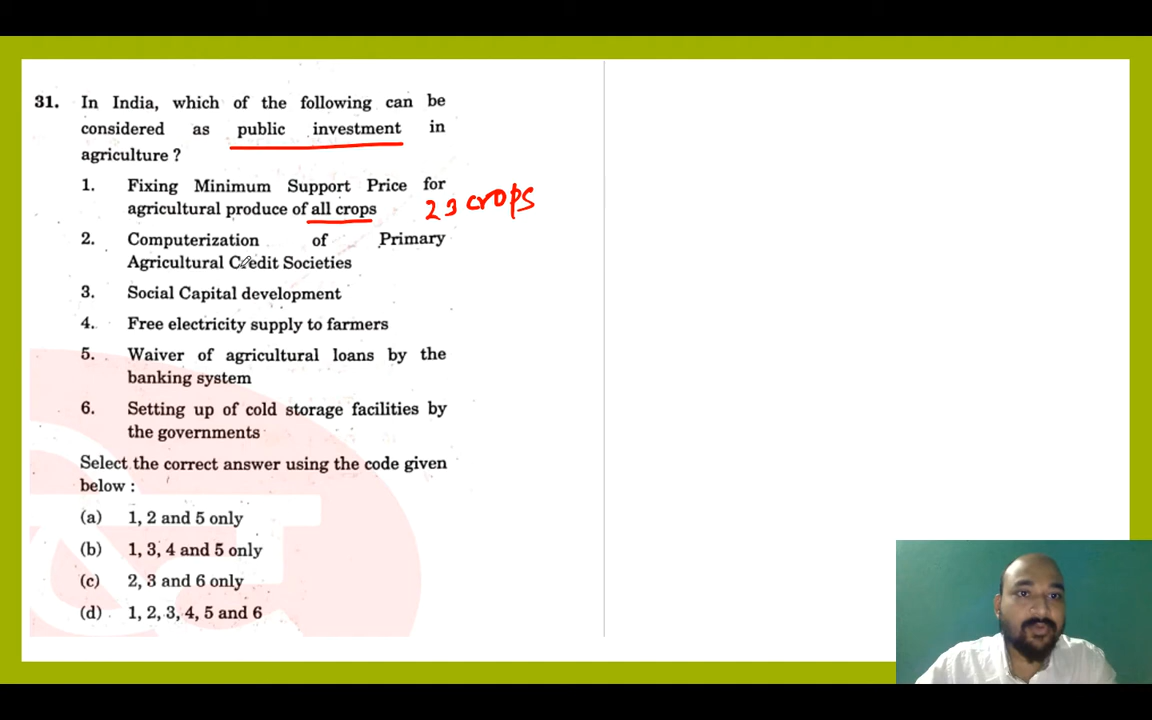 31. In India, which of the following can be
considered as public investment in
agriculture ?
1. Fixing Minimum Support Price for
agricultural produce of all crops
23 crops
2. Computerization of Primary
Agricultural Credit Societies
3. Social Capital development
4. Free electricity supply to farmers
5. Waiver of agricultural loans by the
banking system
6. Setting up of cold storage facilities by
the governments
Select the correct answer using the code given
below :
(a) 1, 2 and 5 only
(b) 1, 3, 4 and 5 only
(c) 2, 3 and 6 only
(d) 1, 2, 3, 4, 5 and 6